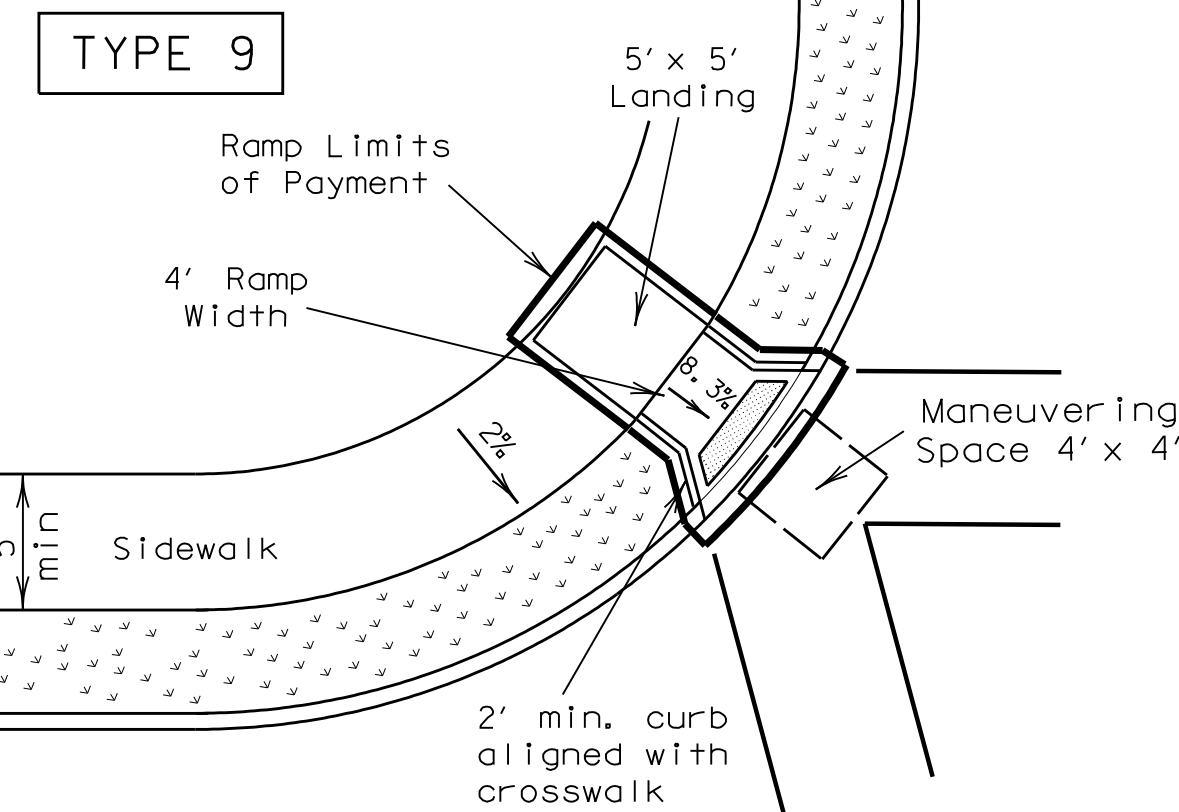 TYPE 9
5' x 5'
Landing
Ramp Limits
of Payment
4' Ramp
Width
8.3%
Maneuvering
Space 4' x 4'
2%
min
Sidewalk
2' min. curb
aligned with
crosswalk